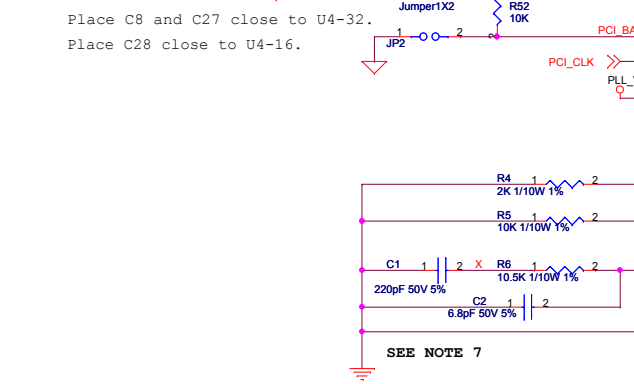 Place C8 and C27 close to U4-32.
Place C28 close to U4-16.
Jumper1X2
R52
10K
1
2
JP2
PCI_BA
PCI_CLK
PLL_
R4
1
2
2K 1/10W 1%
R5
1
2
10K 1/10W 1%
C1
1
2
X
R6
1
2
10.5K 1/10W 1%
220pF 50V 5%
C2
1
2
6.8pF 50V 5%
SEE NOTE 7